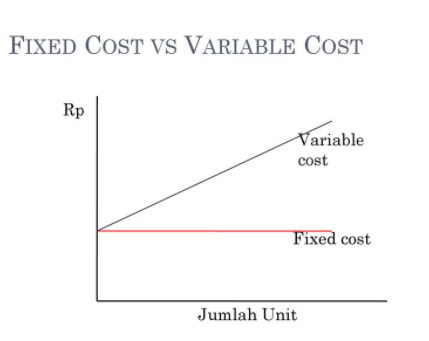 FIXED COST VS VARIABLE COST
Rp
Variable
cost
Fixed cost
Jumlah Unit